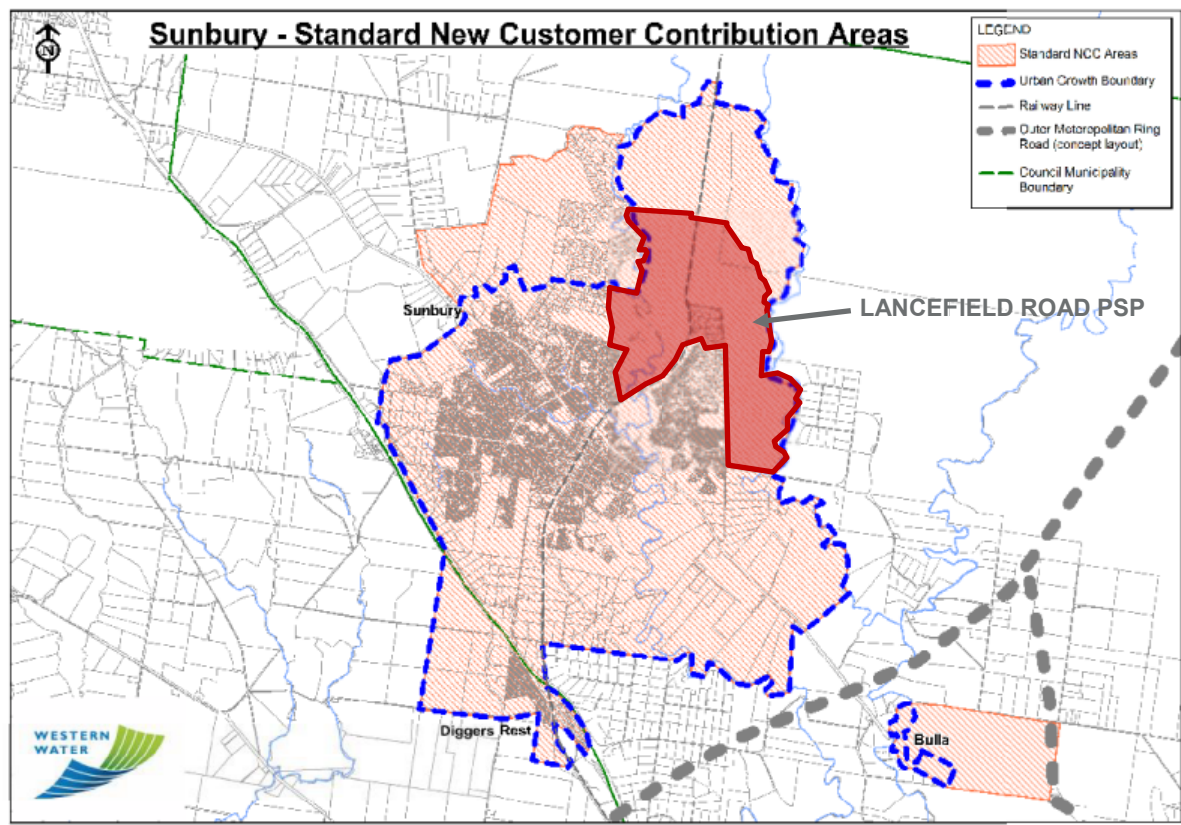 Sunbury - Standard New Customer Contribution Areas
N
LEGEND
Standard NCC Areas
Urban Growth Boundary
Railway Line
Outer Meteropolitan Ring
Road (concept layout)
Council Municipality
Boundary
Sunbury
LANCEFIELD ROAD PSP
Diggers Rest
Bulla
WESTERN
WATER